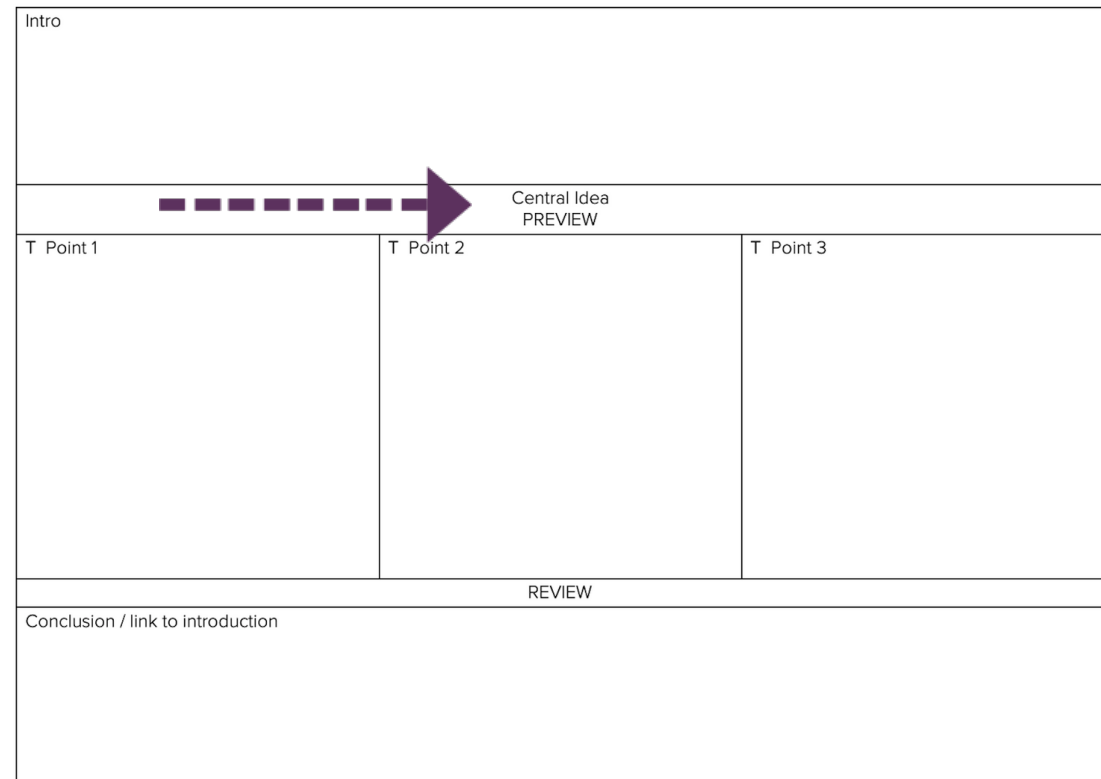 Intro
Central Idea
PREVIEW
T Point 1
T Point 2
T Point 3
REVIEW
Conclusion / link to introduction